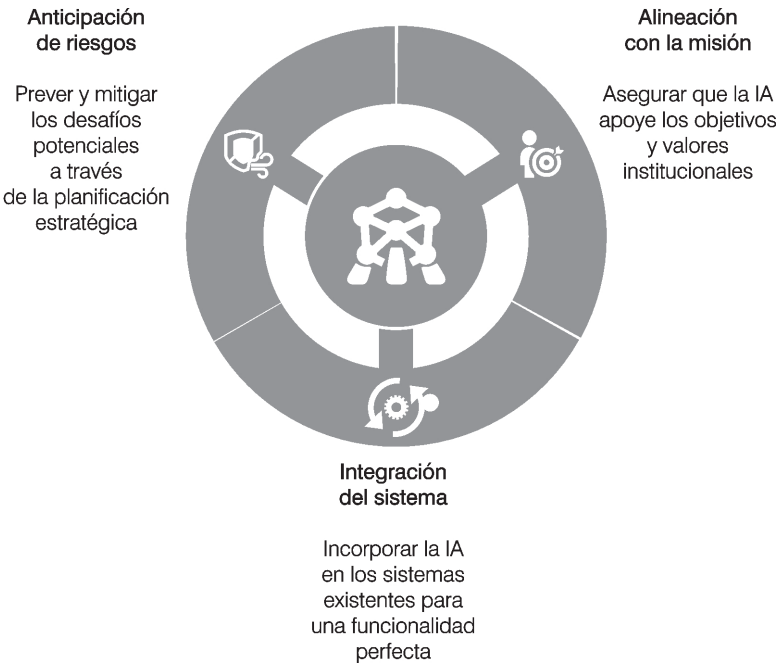 Anticipación
de riesgos
Prever y mitigar
los desafíos
potenciales
a través
de la planificación
estratégica
Alineación
con la misión
Asegurar que la IA
apoye los objetivos
y valores
institucionales
Integración
del sistema
Incorporar la IA
en los sistemas
existentes para
una funcionalidad
perfecta